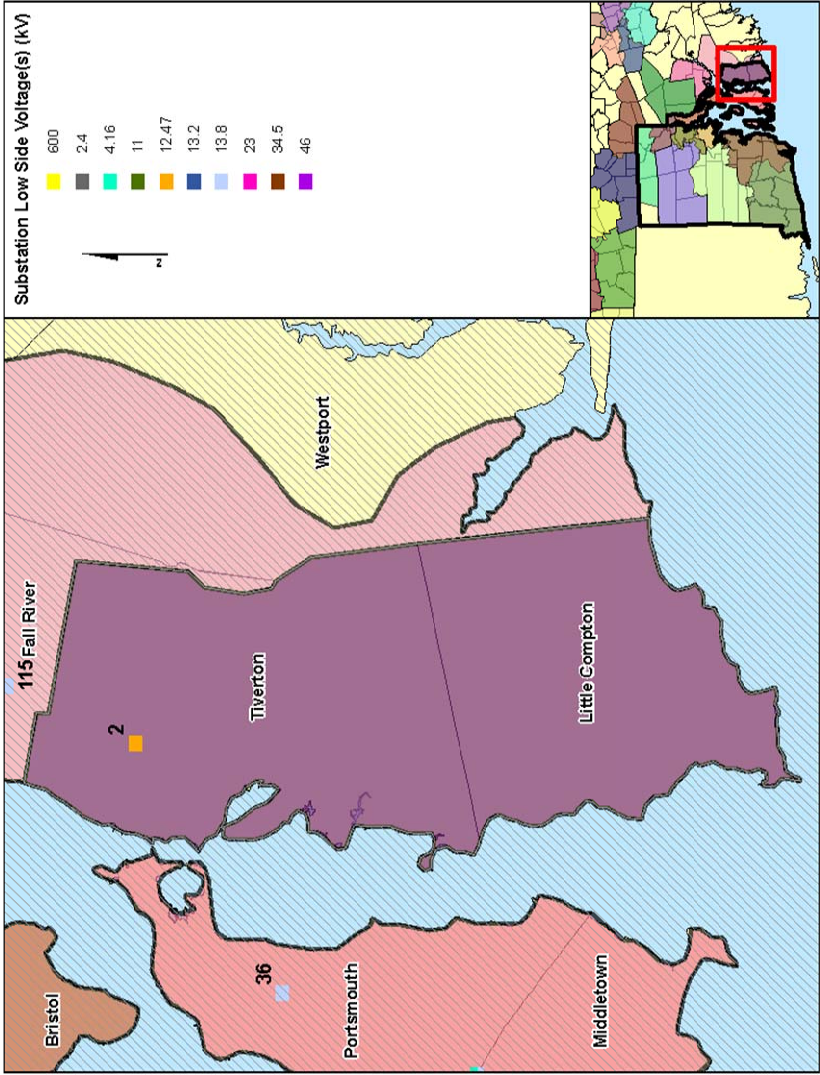 Substation Low Side Voltage(s) (kV)
600
2.4
4.16
11
12.47
13.2
13.8
23
34.5
46
z
115
Fall River
2
Tiverton
Westport
Little Compton
Bristol
36
Portsmouth
Middletown